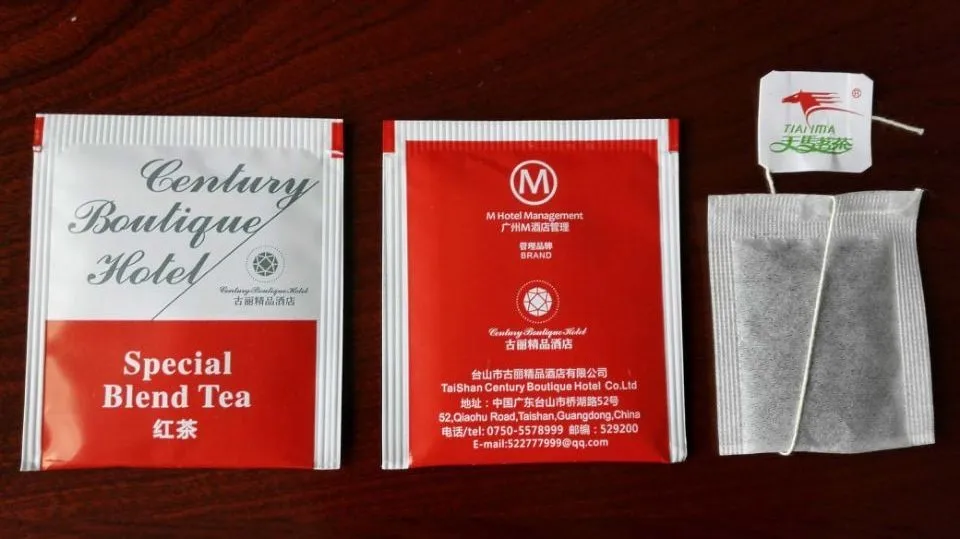 Century
Boutique
Hotel
Century Boutique Hotel
古丽精品酒店
Special
Blend Tea
红茶
M
M Hotel Management
广州M酒店管理
管理品牌
BRAND
Century Boutique Hotel
古丽精品酒店
台山市古丽精品酒店有限公司
TaiShan Century Boutique Hotel Co.Ltd
地址：中国广东台山市桥湖路52号
52,Qiaohu Road,Taishan,Guangdong,China
电话/tel: 0750-5578999 邮编：529200
E-mail:522777999@qq.com
®
TIANMA
天馬茗茶